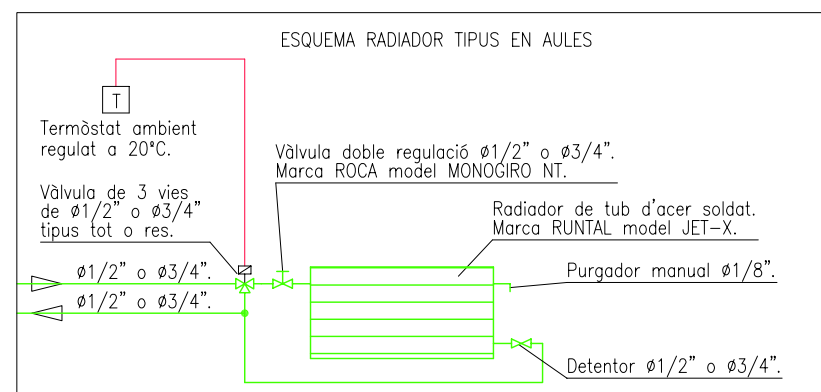 ESQUEMA RADIADOR TIPUS EN AULES
T
Termòstat ambient
regulat a 20ºC.
Vàlvula doble regulació ø1/2" o ø3/4".
Marca ROCA model MONOGIRO NT.
Vàlvula de 3 vies
de ø1/2" o ø3/4"
tipus tot o res.
Radiador de tub d'acer soldat.
Marca RUNTAL model JET-X.
ø1/2" o ø3/4".
Purgador manual ø1/8".
ø1/2" o ø3/4".
Detentor ø1/2" o ø3/4".